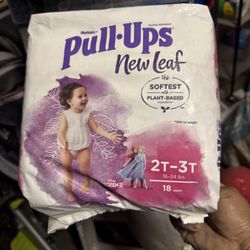 Huggies
Pull·Ups
New Leaf
the
SOFTEST
with
PLANT-BASED
2T–3T
16-34 lbs
18